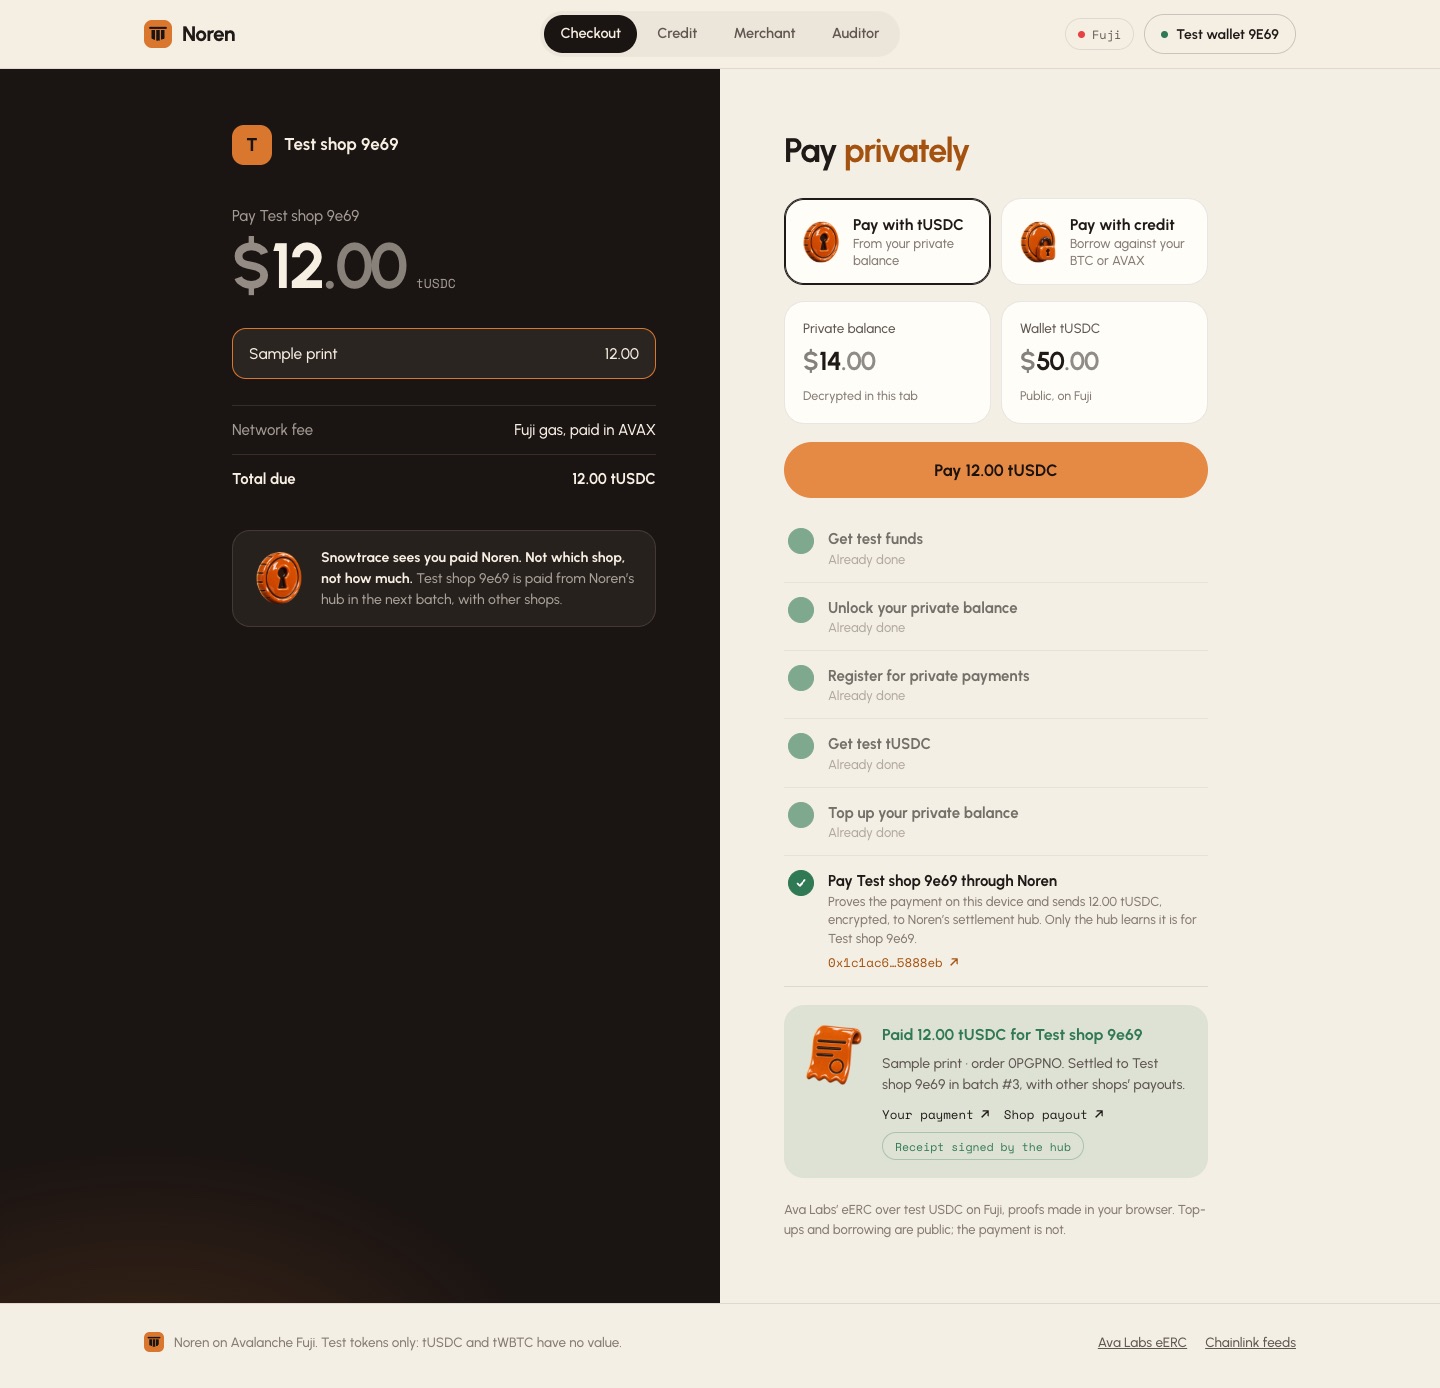 Noren
Checkout
Credit
Merchant
Auditor
Fuji
Test wallet 9E69
T
Test shop 9e69
Pay Test shop 9e69
$12.00 tUSDC
Sample print 12.00
Network fee Fuji gas, paid in AVAX
Total due 12.00 tUSDC
Snowtrace sees you paid Noren. Not which shop,
not how much. Test shop 9e69 is paid from Noren's
hub in the next batch, with other shops.
Pay privately
Pay with tUSDC
From your private
balance
Pay with credit
Borrow against your
BTC or AVAX
Private balance
$14.00
Decrypted in this tab
Wallet tUSDC
$50.00
Public, on Fuji
Pay 12.00 tUSDC
Get test funds
Already done
Unlock your private balance
Already done
Register for private payments
Already done
Get test tUSDC
Already done
Top up your private balance
Already done
Pay Test shop 9e69 through Noren
Proves the payment on this device and sends 12.00 tUSDC,
encrypted, to Noren's settlement hub. Only the hub learns it is for
Test shop 9e69.
0x1c1ac6…5888eb ↗
Paid 12.00 tUSDC for Test shop 9e69
Sample print · order 0PGPNO. Settled to Test
shop 9e69 in batch #3, with other shops' payouts.
Your payment ↗ Shop payout ↗
Receipt signed by the hub
Ava Labs' eERC over test USDC on Fuji, proofs made in your browser. Top-
ups and borrowing are public; the payment is not.
Noren on Avalanche Fuji. Test tokens only: tUSDC and tWBTC have no value.
Ava Labs eERC
Chainlink feeds